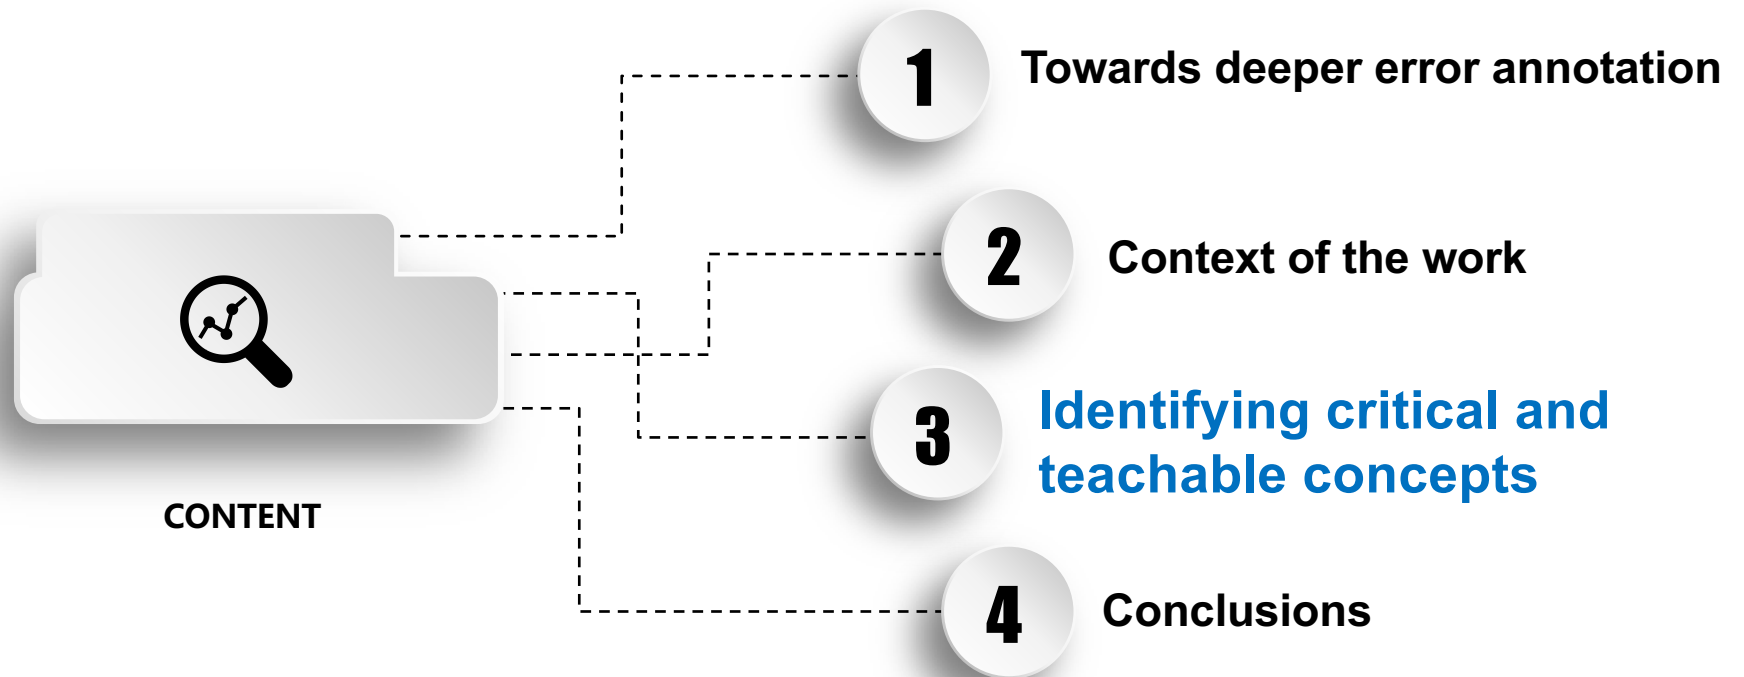 1
Towards deeper error annotation
2
Context of the work
3
Identifying critical and
teachable concepts
CONTENT
4
Conclusions